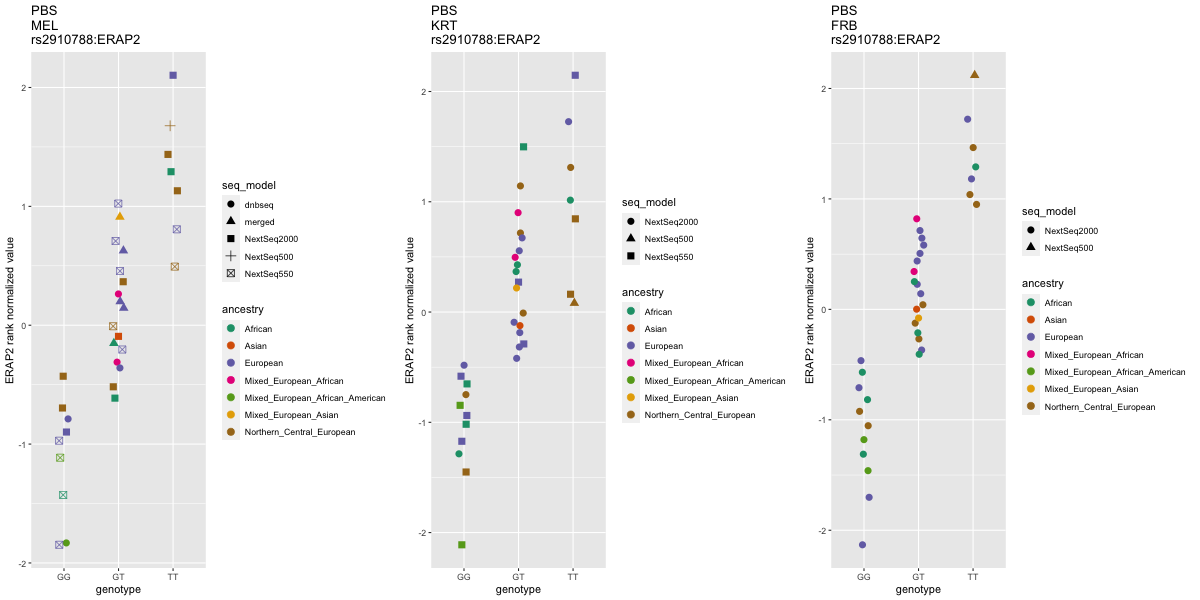 PBS
MEL
rs2910788:ERAP2
ERAP2 rank normalized value
2
1
0
-1
-2
GG
GT
TT
genotype
seq_model
dnbseq
merged
NextSeq2000
NextSeq500
NextSeq550
ancestry
African
Asian
European
Mixed_European_African
Mixed_European_African_American
Mixed_European_Asian
Northern_Central_European
PBS
KRT
rs2910788:ERAP2
ERAP2 rank normalized value
2
1
0
-1
-2
GG
GT
TT
genotype
seq_model
NextSeq2000
NextSeq500
NextSeq550
ancestry
African
Asian
European
Mixed_European_African
Mixed_European_African_American
Mixed_European_Asian
Northern_Central_European
PBS
FRB
rs2910788:ERAP2
ERAP2 rank normalized value
2
1
0
-1
-2
GG
GT
TT
genotype
seq_model
NextSeq2000
NextSeq500
ancestry
African
Asian
European
Mixed_European_African
Mixed_European_African_American
Mixed_European_Asian
Northern_Central_European